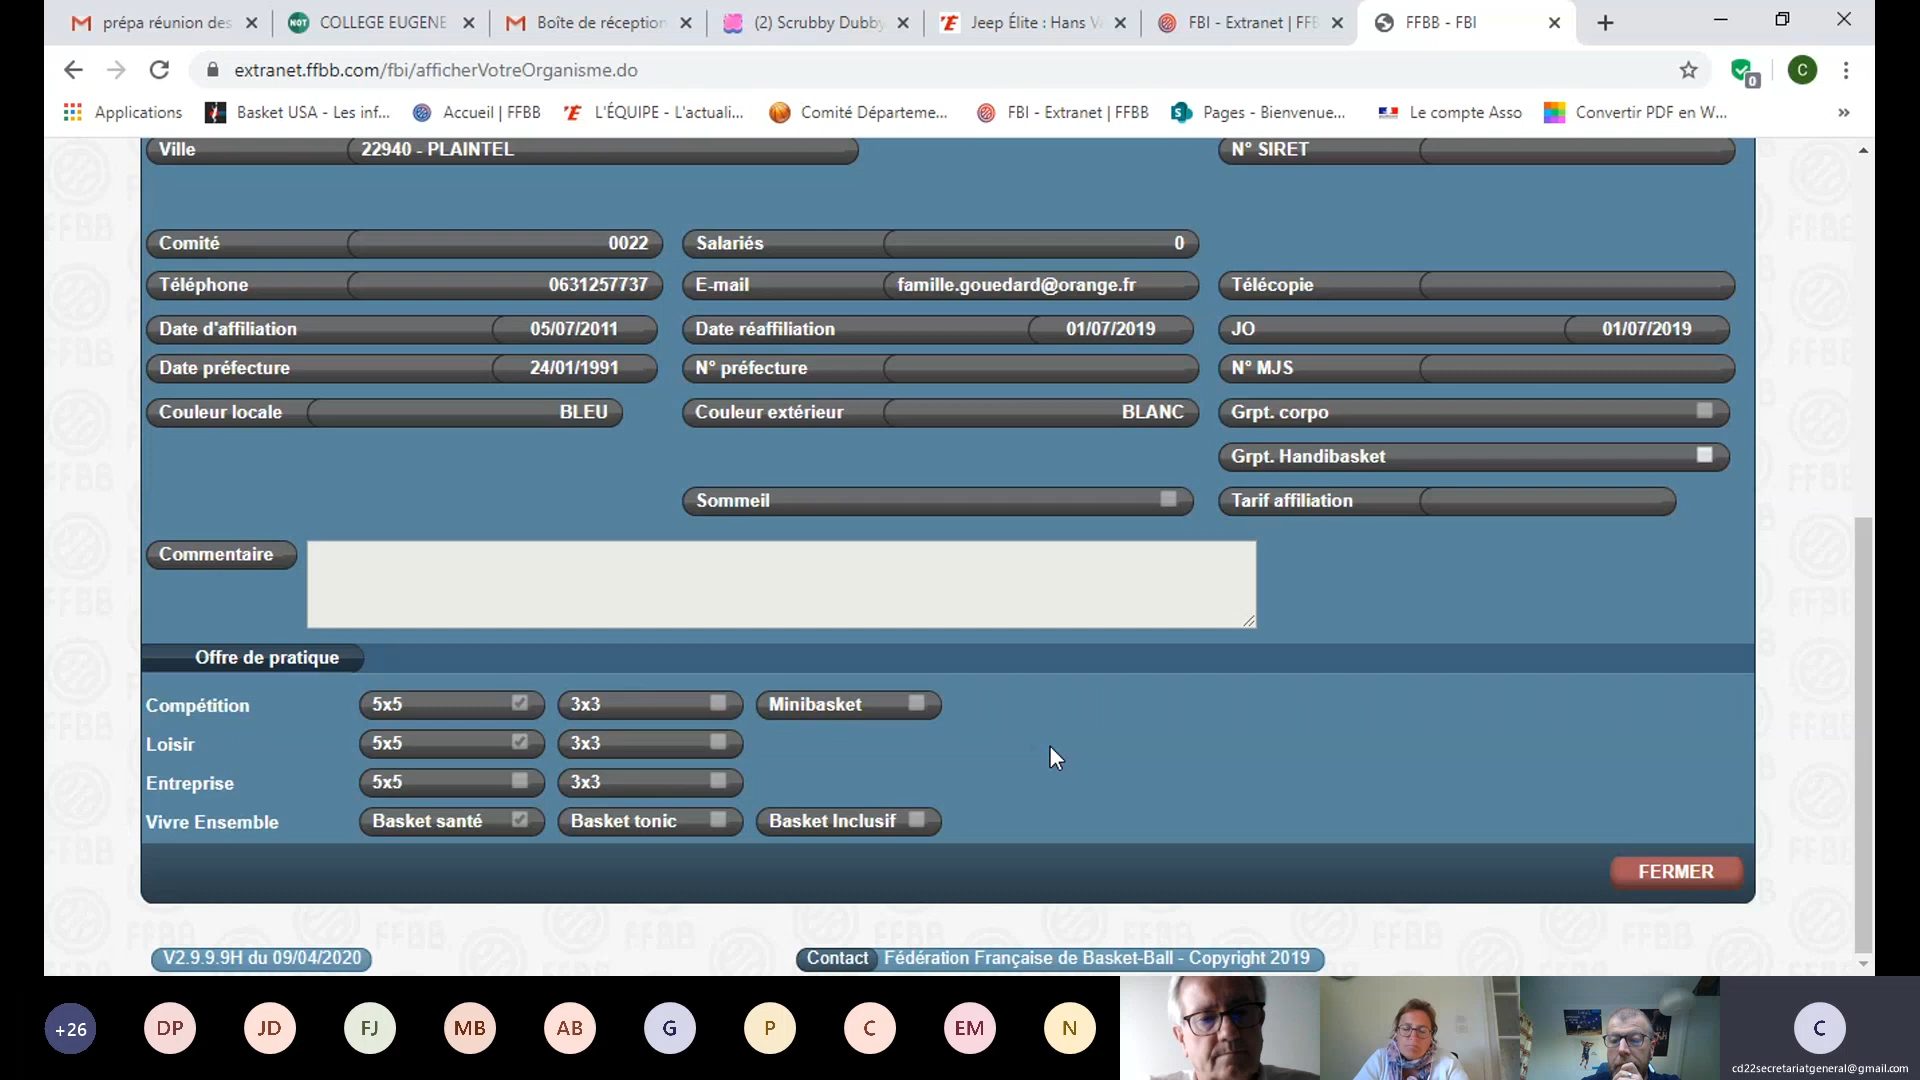 prépa réunion des
COLLEGE EUGENE
Boîte de réception
(2) Scrubby Dubby
Jeep Élite : Hans V
FBI - Extranet | FFB
FFBB - FBI
extranet.ffbb.com/fbi/afficherVotreOrganisme.do
0
C
Applications
Basket USA - Les inf...
Accueil | FFBB
L'ÉQUIPE - L'actuali...
Comité Départeme...
FBI - Extranet | FFBB
Pages - Bienvenue...
Le compte Asso
Convertir PDF en W...
»
Ville 22940 - PLAINTEL N° SIRET
Comité 0022 Salariés 0
Téléphone 0631257737 E-mail famille.gouedard@orange.fr Télécopie
Date d'affiliation 05/07/2011 Date réaffiliation 01/07/2019 JO 01/07/2019
Date préfecture 24/01/1991 N° préfecture N° MJS
Couleur locale BLEU Couleur extérieur BLANC Grpt. corpo
Grpt. Handibasket
Sommeil Tarif affiliation
Commentaire
Offre de pratique
Compétition 5x5 3x3 Minibasket
Loisir 5x5 3x3
Entreprise 5x5 3x3
Vivre Ensemble Basket santé Basket tonic Basket Inclusif
FERMER
V2.9.9.9H du 09/04/2020
Contact Fédération Française de Basket-Ball - Copyright 2019
+26 DP JD FJ MB AB G P C EM N C
cd22secretariatgeneral@gmail.com